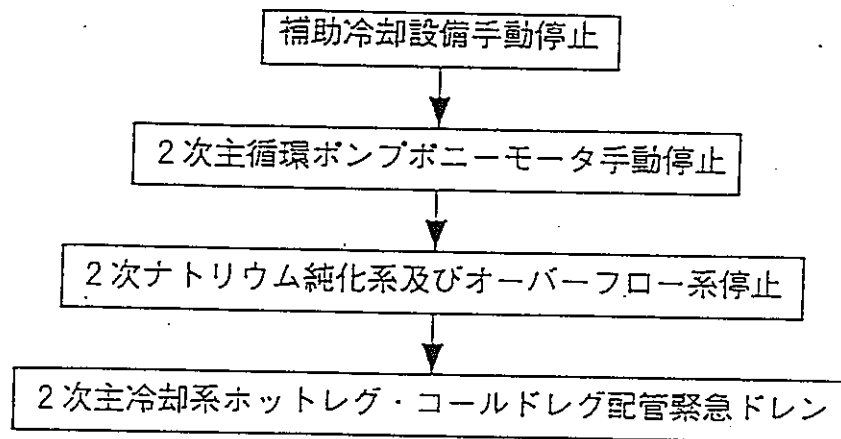 補助冷却設備手動停止
2次主循環ポンプポニーモータ手動停止
2次ナトリウム純化系及びオーバーフロー系停止
2次主冷却系ホットレグ・コールドレグ配管緊急ドレン